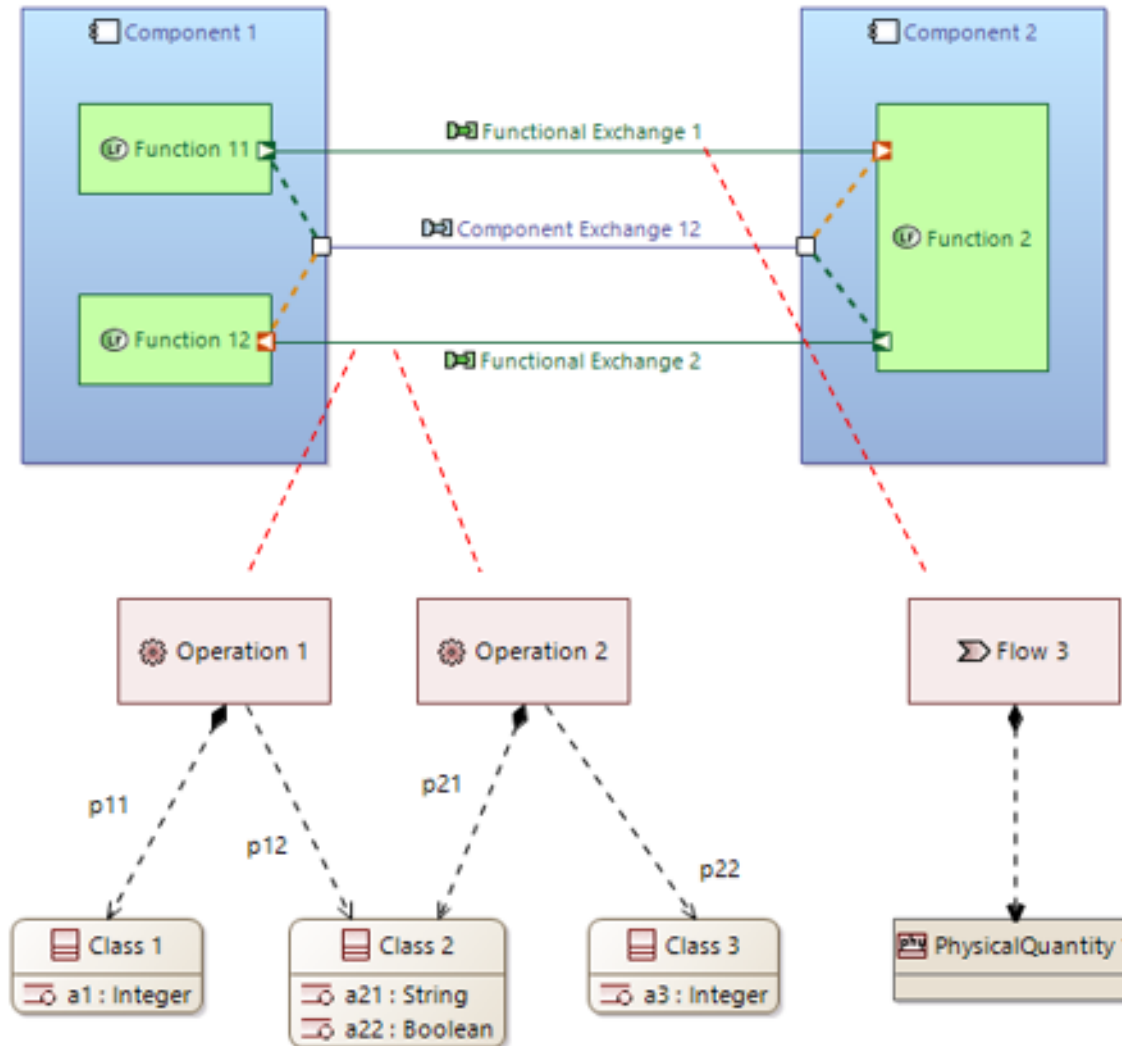 Component 1
Component 2
Functional Exchange 1
Function 11
Component Exchange 12
Function 2
Function 12
Functional Exchange 2
Operation 1
Operation 2
Flow 3
p11
p12
p21
p22
Class 1
Class 2
Class 3
phy PhysicalQuantity
a1 : Integer
a21 : String
a3 : Integer
a22 : Boolean